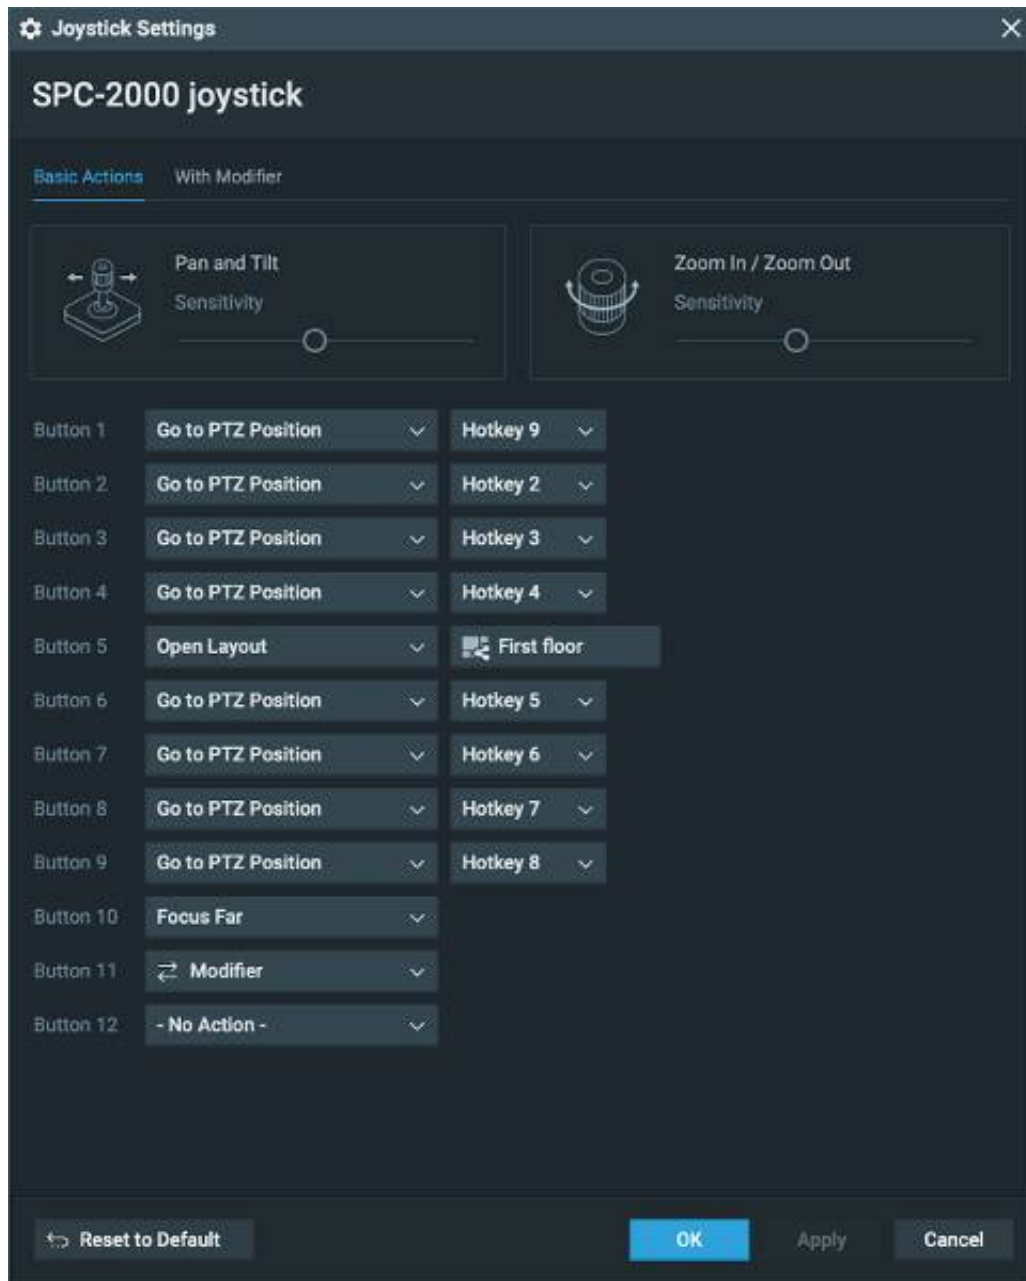 Joystick Settings
SPC-2000 joystick
Basic Actions With Modifier
Pan and Tilt
Sensitivity
Zoom In / Zoom Out
Sensitivity
Button 1 Go to PTZ Position Hotkey 9
Button 2 Go to PTZ Position Hotkey 2
Button 3 Go to PTZ Position Hotkey 3
Button 4 Go to PTZ Position Hotkey 4
Button 5 Open Layout First floor
Button 6 Go to PTZ Position Hotkey 5
Button 7 Go to PTZ Position Hotkey 6
Button 8 Go to PTZ Position Hotkey 7
Button 9 Go to PTZ Position Hotkey 8
Button 10 Focus Far
Button 11 Modifier
Button 12 - No Action -
Reset to Default OK Apply Cancel